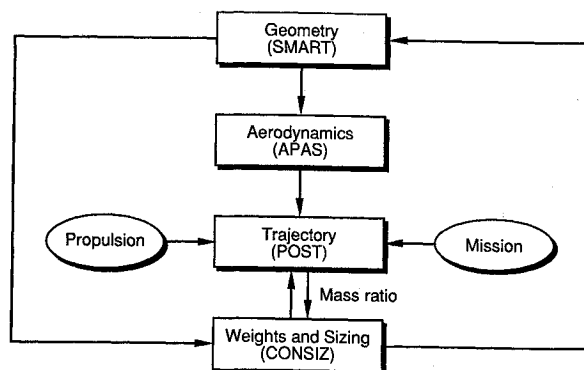 Geometry
(SMART)
Aerodynamics
(APAS)
Propulsion
Trajectory
(POST)
Mission
Mass ratio
Weights and Sizing
(CONSIZ)